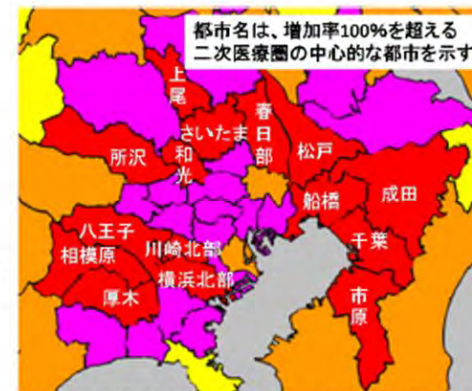 都市名は、増加率100%を超える
二次医療圏の中心的な都市を示す
上尾
さいたま
春日部
所沢
和光
松戸
船橋
成田
八王子
川崎北部
千葉
相模原
横浜北部
厚木
市原